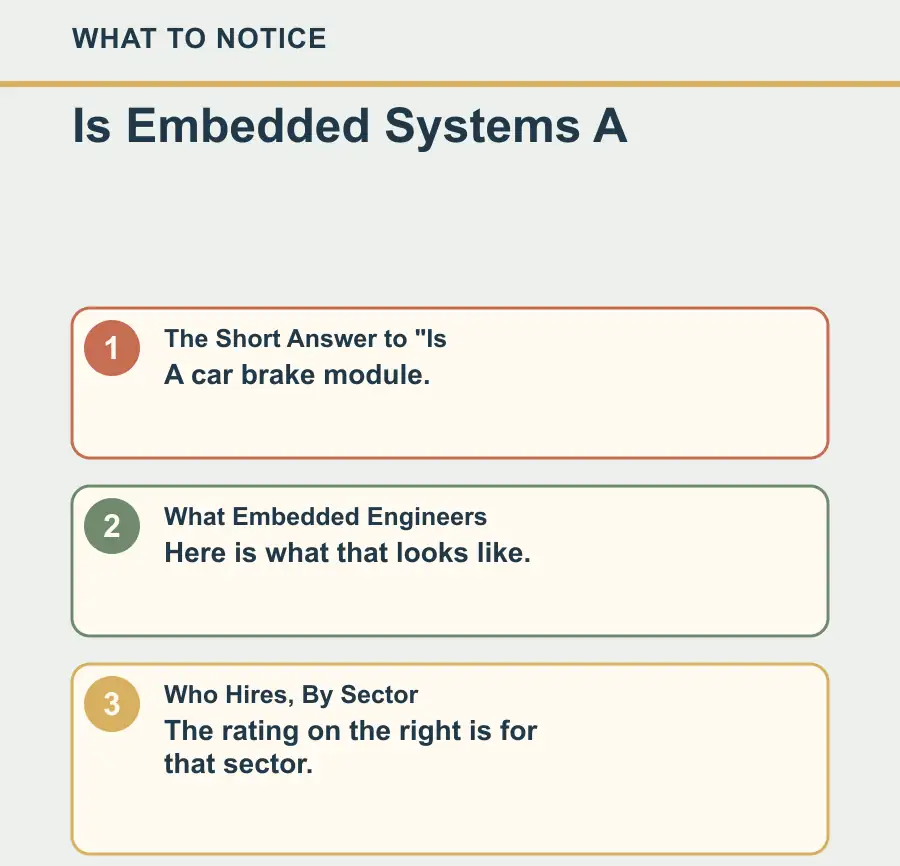 WHAT TO NOTICE
Is Embedded Systems A
1
The Short Answer to "Is
A car brake module.
2
What Embedded Engineers
Here is what that looks like.
3
Who Hires, By Sector
The rating on the right is for
that sector.